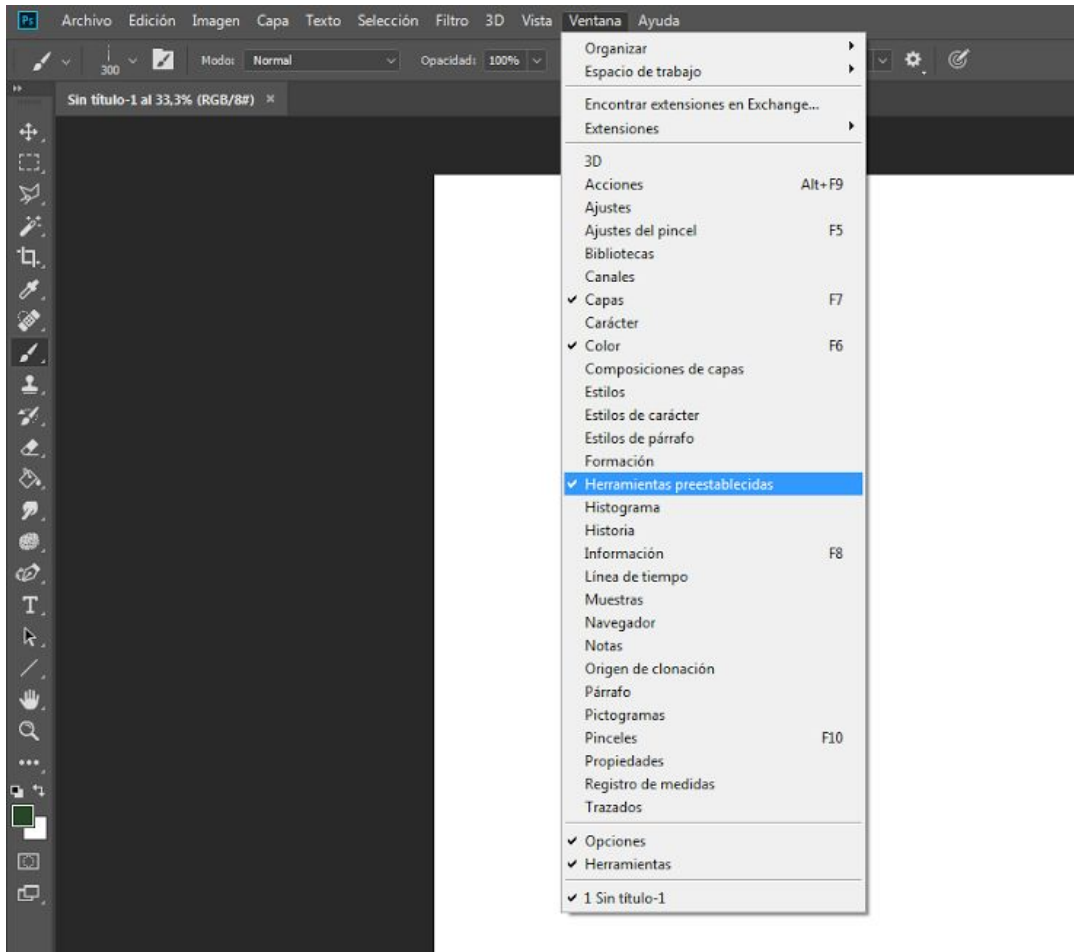 Ps Archivo Edición Imagen Capa Texto Selección Filtro 3D Vista Ventana Ayuda
300 Modo: Normal Opacidad: 100%
Sin título-1 al 33,3% (RGB/8#) ×
Organizar
Espacio de trabajo
Encontrar extensiones en Exchange...
Extensiones
3D
Acciones Alt+F9
Ajustes
Ajustes del pincel F5
Bibliotecas
Canales
Capas F7
Carácter
Color F6
Composiciones de capas
Estilos
Estilos de carácter
Estilos de párrafo
Formación
Herramientas preestablecidas
Histograma
Historia
Información F8
Línea de tiempo
Muestras
Navegador
Notas
Origen de clonación
Párrafo
Pictogramas
Pinceles F10
Propiedades
Registro de medidas
Trazados
Opciones
Herramientas
1 Sin título-1